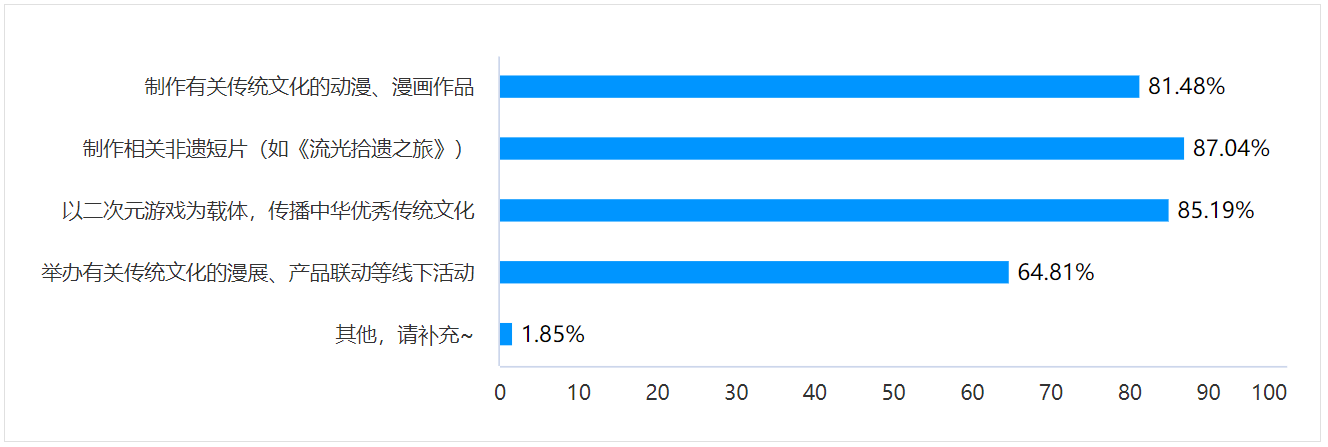 制作有关传统文化的动漫、漫画作品 81.48%
制作相关非遗短片（如《流光拾遗之旅》） 87.04%
以二次元游戏为载体，传播中华优秀传统文化 85.19%
举办有关传统文化的漫展、产品联动等线下活动 64.81%
其他，请补充~ 1.85%
0 10 20 30 40 50 60 70 80 90 100